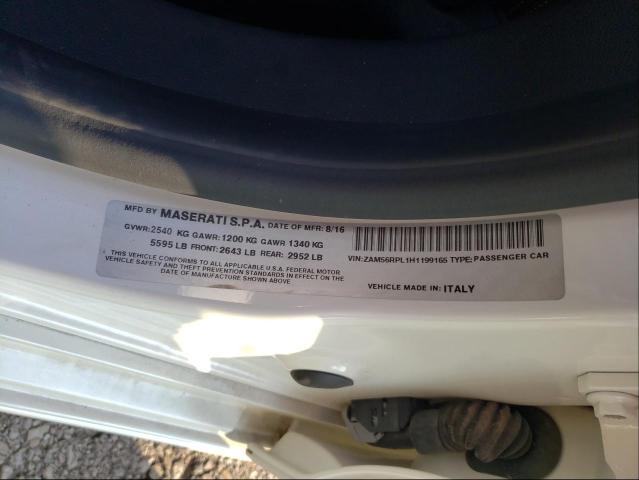 MFD BY MASERATI S.P.A. DATE OF MFR: 8/16
GVWR:2540 KG GAWR:1200 KG GAWR 1340 KG
5595 LB FRONT:2643 LB REAR: 2952 LB
THIS VEHICLE CONFORMS TO ALL APPLICABLE U.S.A. FEDERAL MOTOR
VEHICLE SAFETY AND THEFT PREVENTION STANDARDS IN EFFECT ON THE
DATE OF MANUFACTURE SHOWN ABOVE
VIN:ZAM56RPL1H1199165 TYPE:PASSENGER CAR
VEHICLE MADE IN: ITALY